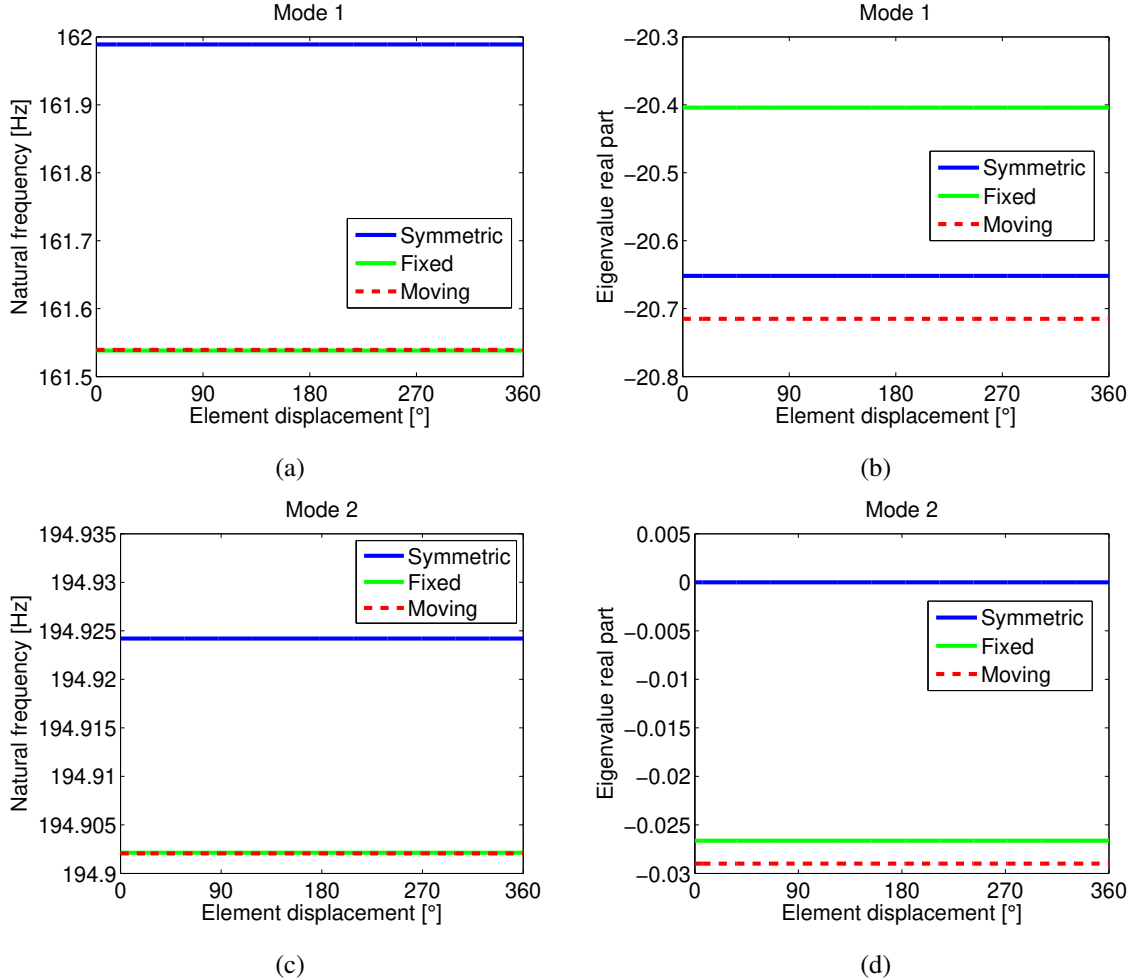 Mode 1
162
161.9
161.8
161.7
161.6
161.5
Natural frequency [Hz]
Symmetric
Fixed
Moving
0 90 180 270 360
Element displacement [°]
(a)
Mode 1
−20.3
−20.4
−20.5
−20.6
−20.7
−20.8
Eigenvalue real part
Symmetric
Fixed
Moving
0 90 180 270 360
Element displacement [°]
(b)
Mode 2
194.935
194.93
194.925
194.92
194.915
194.91
194.905
194.9
Natural frequency [Hz]
Symmetric
Fixed
Moving
0 90 180 270 360
Element displacement [°]
(c)
Mode 2
0.005
0
−0.005
−0.01
−0.015
−0.02
−0.025
−0.03
Eigenvalue real part
Symmetric
Fixed
Moving
0 90 180 270 360
Element displacement [°]
(d)